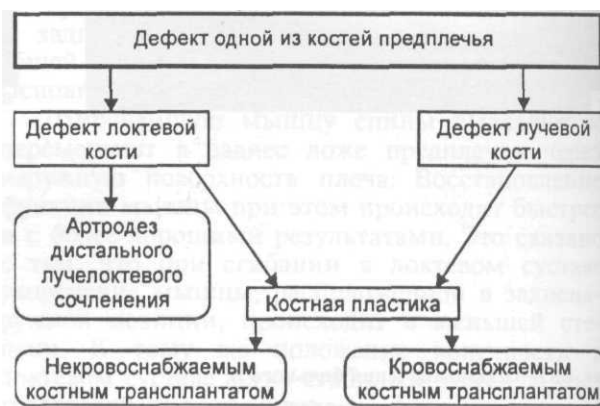 Дефект одной из костей предплечья
Дефект локтевой
кости
Дефект лучевой
кости
Артродез
дистального
лучелоктевого
сочленения
Костная пластика
Некровоснабжаемым
костным трансплантатом
Кровоснабжаемым
костным трансплантатом